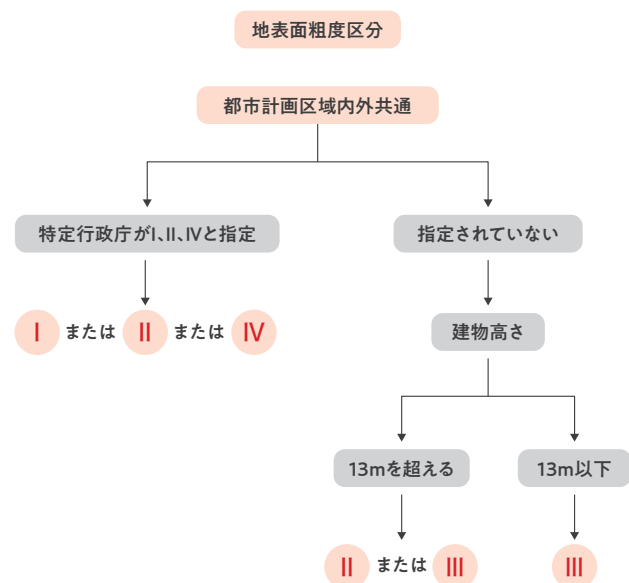 地表面粗度区分
都市計画区域内外共通
特定行政庁がI、II、IVと指定
指定されていない
I または II または IV
建物高さ
13mを超える
13m以下
II または III
III